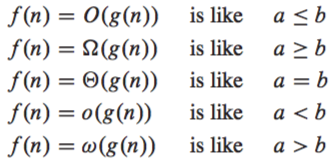 f(n) = O(g(n)) is like a ≤ b
f(n) = Ω(g(n)) is like a ≥ b
f(n) = Θ(g(n)) is like a = b
f(n) = o(g(n)) is like a < b
f(n) = ω(g(n)) is like a > b